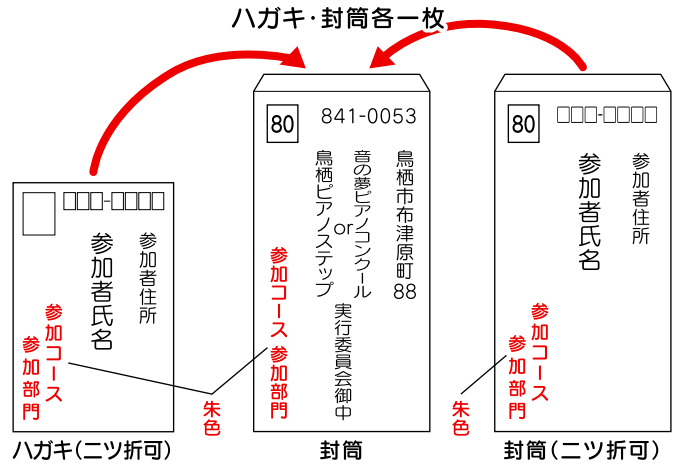 ハガキ・封筒各一枚
参加者住所
参加者氏名
参加コース
参加部門
ハガキ(二ツ折可)
80
841-0053
鳥栖市布津原町88
音の夢ピアノコンクール
or
鳥栖ピアノステップ
実行委員会御中
参加コース 参加部門
朱色
封筒
80
参加者住所
参加者氏名
参加コース
参加部門
朱色
封筒(二ツ折可)